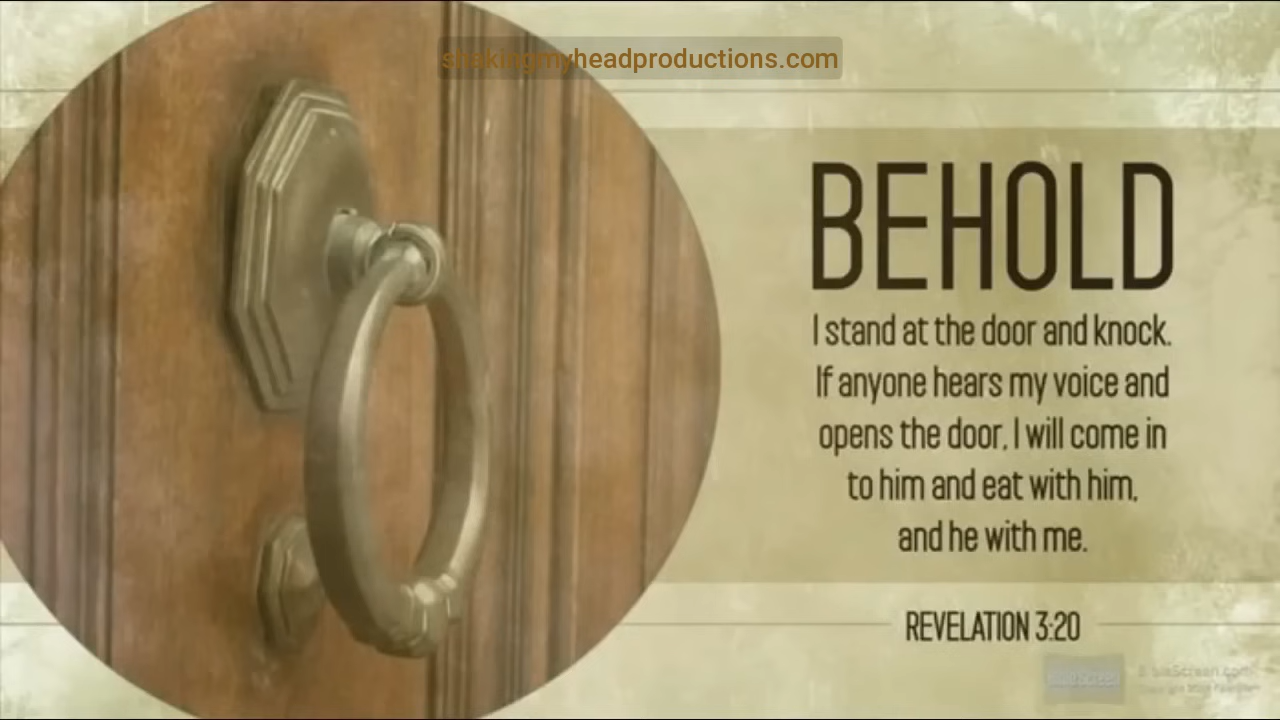 shakingmyheadproductions.com
BEHOLD
I stand at the door and knock.
If anyone hears my voice and
opens the door, I will come in
to him and eat with him,
and he with me.
REVELATION 3:20